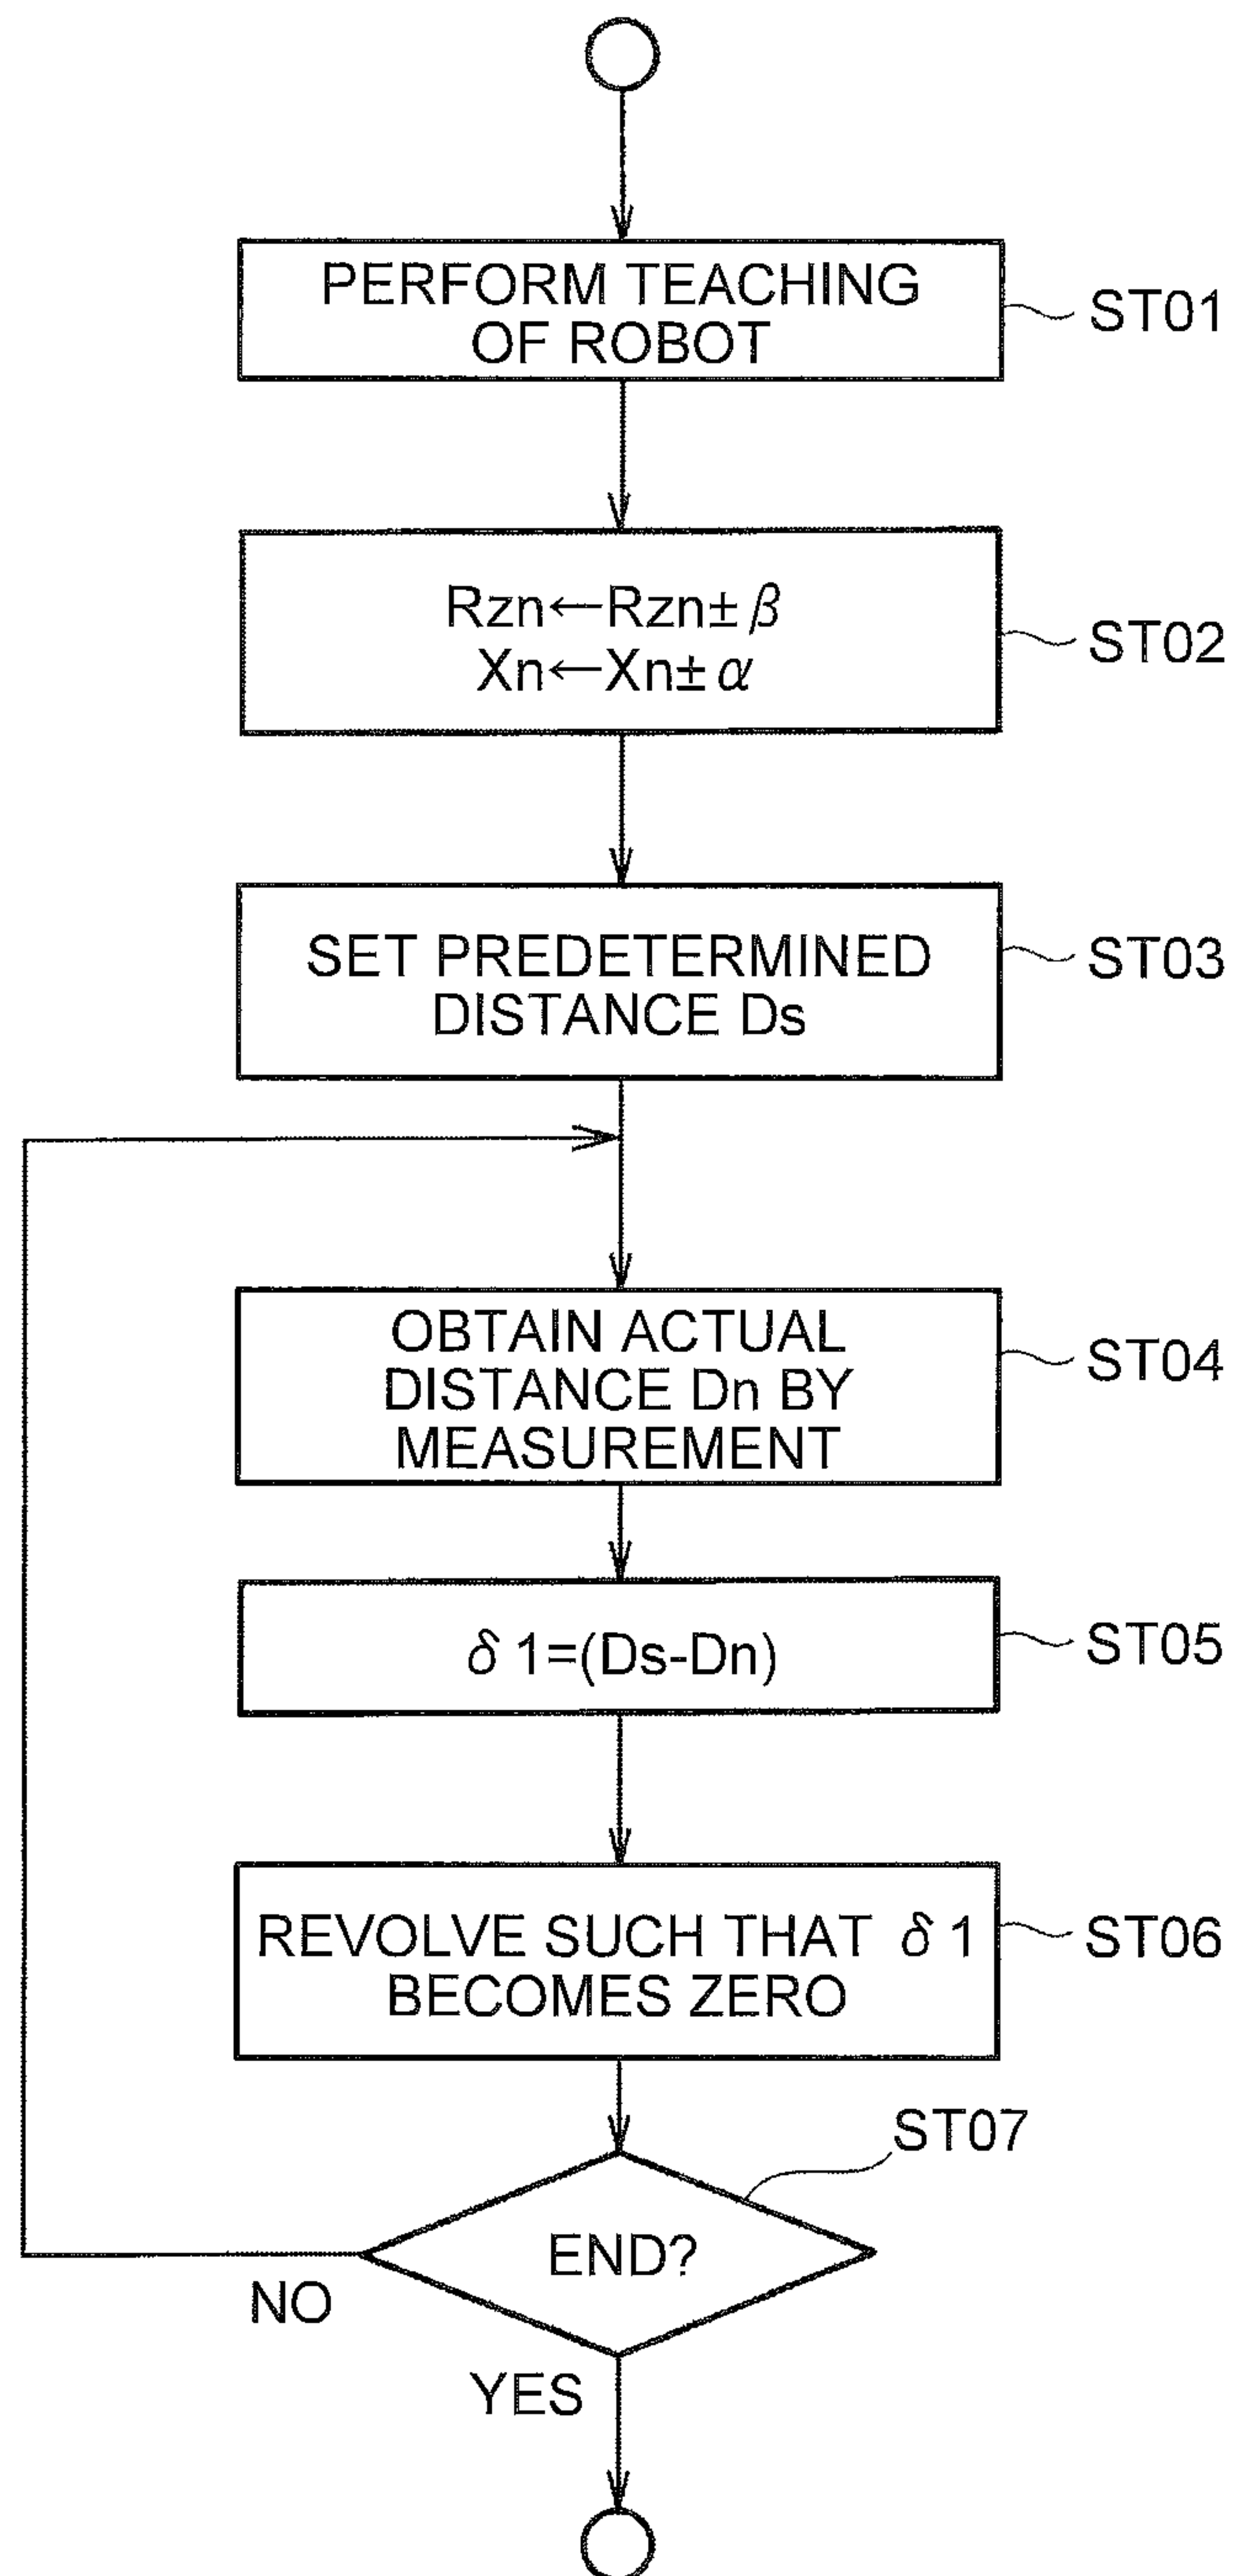 PERFORM TEACHING
OF ROBOT
ST01
Rzn←Rzn±β
Xn←Xn±α
ST02
SET PREDETERMINED
DISTANCE Ds
ST03
OBTAIN ACTUAL
DISTANCE Dn BY
MEASUREMENT
ST04
δ1=(Ds-Dn)
ST05
REVOLVE SUCH THAT δ1
BECOMES ZERO
ST06
ST07
END?
NO
YES